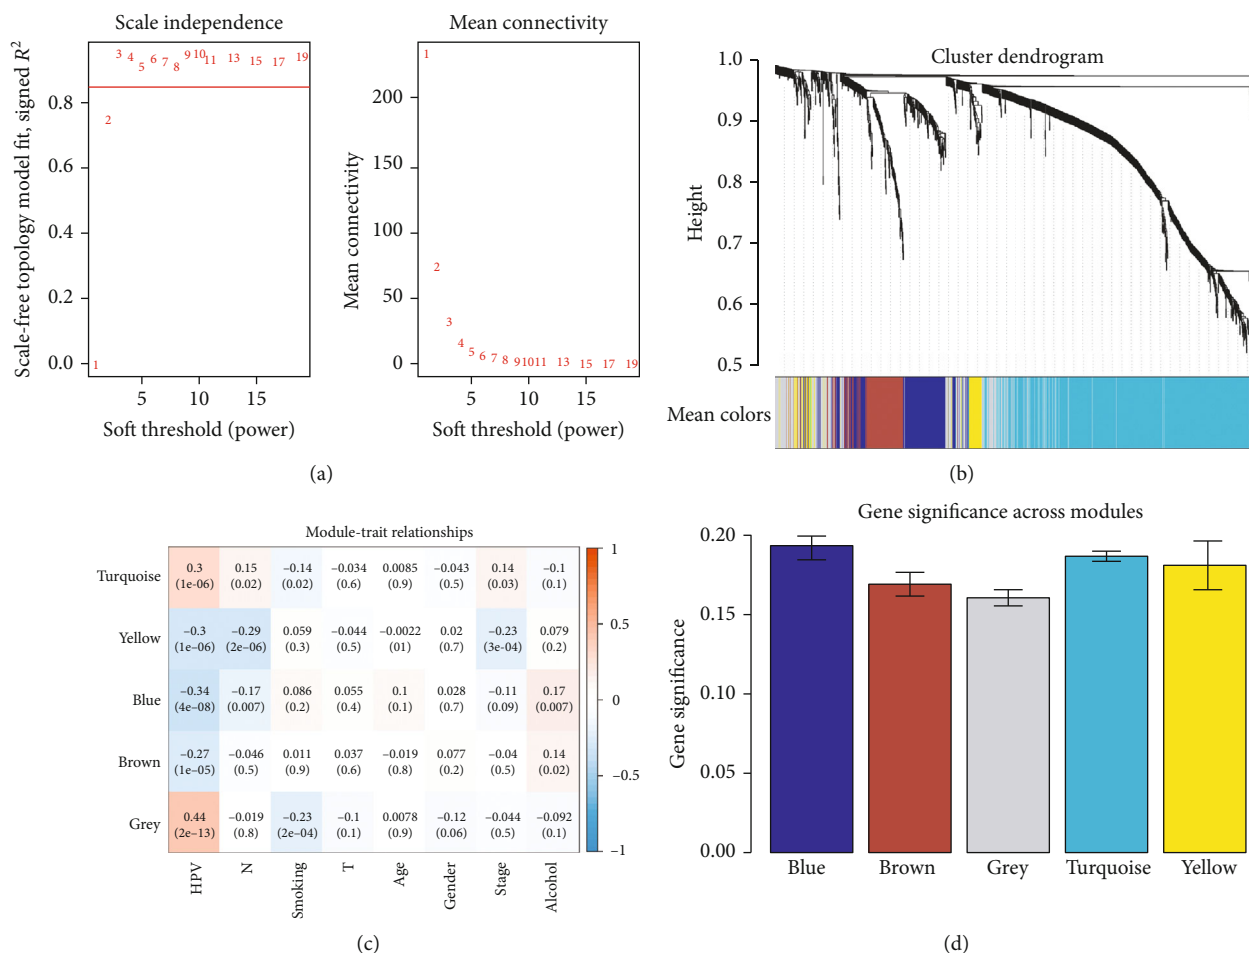 Scale independence
Mean connectivity
Scale-free topology model fit, signed R²
0.8
0.6
0.4
0.2
0.0
1
2
3 4 5 6 7 8 9 10 11 13 15 17 19
5 10 15
Soft threshold (power)
Mean connectivity
200
150
100
50
0
1
2
3
4 5 6 7 8 9 10 11 13 15 17 19
5 10 15
Soft threshold (power)
(a)
Cluster dendrogram
Height
1.0
0.9
0.8
0.7
0.6
0.5
Mean colors
(b)
Module-trait relationships
Turquoise
0.3 0.15 −0.14 −0.034 0.0085 −0.043 0.14 −0.1
(1e-06) (0.02) (0.02) (0.6) (0.9) (0.5) (0.03) (0.1)
Yellow
−0.3 −0.29 0.059 −0.044 −0.0022 0.02 −0.23 0.079
(1e−06) (2e−06) (0.3) (0.5) (01) (0.7) (3e−04) (0.2)
Blue
−0.34 −0.17 0.086 0.055 0.1 0.028 −0.11 0.17
(4e−08) (0.007) (0.2) (0.4) (0.1) (0.7) (0.09) (0.007)
Brown
−0.27 −0.046 0.011 0.037 −0.019 0.077 −0.04 0.14
(1e−05) (0.5) (0.9) (0.6) (0.8) (0.2) (0.5) (0.02)
Grey
0.44 −0.019 −0.23 −0.1 0.0078 −0.12 −0.044 −0.092
(2e−13) (0.8) (2e−04) (0.1) (0.9) (0.06) (0.5) (0.1)
HPV N Smoking T Age Gender Stage Alcohol
1
0.5
0
−0.5
−1
(c)
Gene significance across modules
Gene significance
0.20
0.15
0.10
0.05
0.00
Blue Brown Grey Turquoise Yellow
(d)